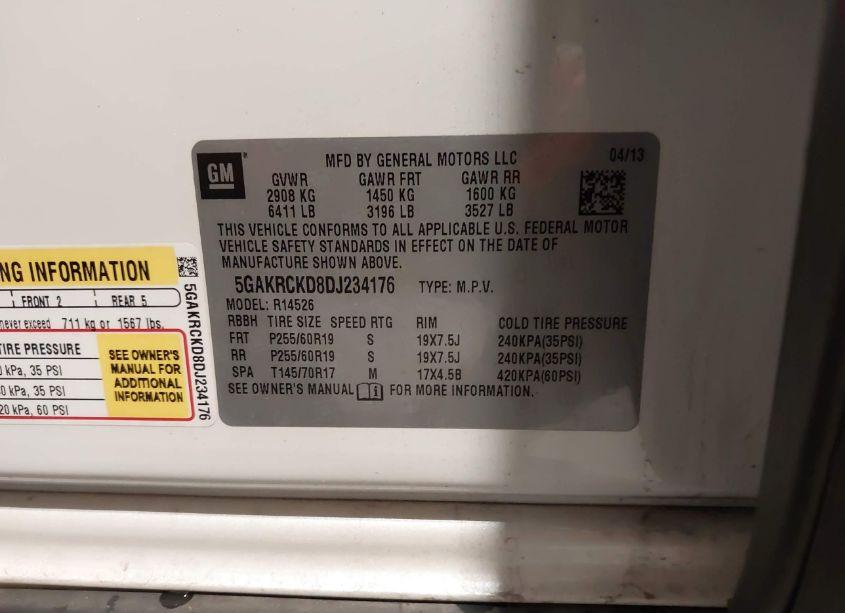 GM
MFD BY GENERAL MOTORS LLC 04/13
GVWR GAWR FRT GAWR RR
2908 KG 1450 KG 1600 KG
6411 LB 3196 LB 3527 LB
THIS VEHICLE CONFORMS TO ALL APPLICABLE U.S. FEDERAL MOTOR
VEHICLE SAFETY STANDARDS IN EFFECT ON THE DATE OF
MANUFACTURE SHOWN ABOVE.
5GAKRCKD8DJ234176 TYPE: M.P.V.
MODEL: R14526
RBBH TIRE SIZE SPEED RTG RIM COLD TIRE PRESSURE
FRT P255/60R19 S 19X7.5J 240KPA(35PSI)
RR P255/60R19 S 19X7.5J 240KPA(35PSI)
SPA T145/70R17 M 17X4.5B 420KPA(60PSI)
SEE OWNER'S MANUAL FOR MORE INFORMATION.
NG INFORMATION
FRONT 2 REAR 5
never exceed 711 kg or 1567 lbs.
TIRE PRESSURE
0 kPa, 35 PSI
0 kPa, 35 PSI
20 kPa, 60 PSI
SEE OWNER'S
MANUAL FOR
ADDITIONAL
INFORMATION
5GAKRCKD8DJ234176